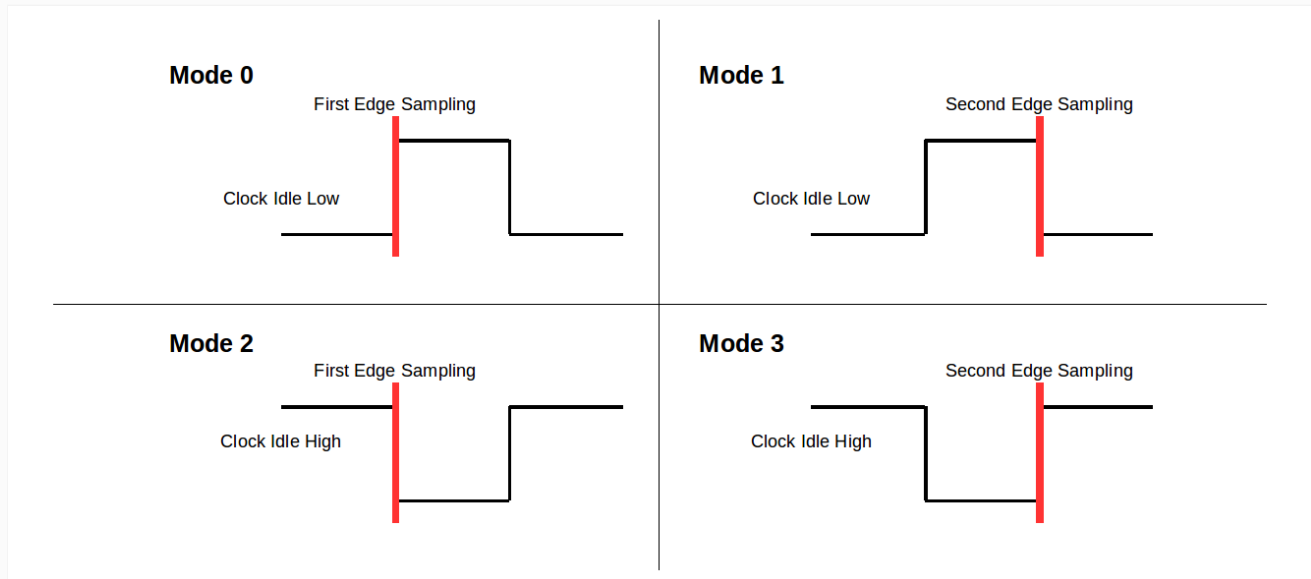 Mode 0
First Edge Sampling
Clock Idle Low
Mode 1
Second Edge Sampling
Clock Idle Low
Mode 2
First Edge Sampling
Clock Idle High
Mode 3
Second Edge Sampling
Clock Idle High